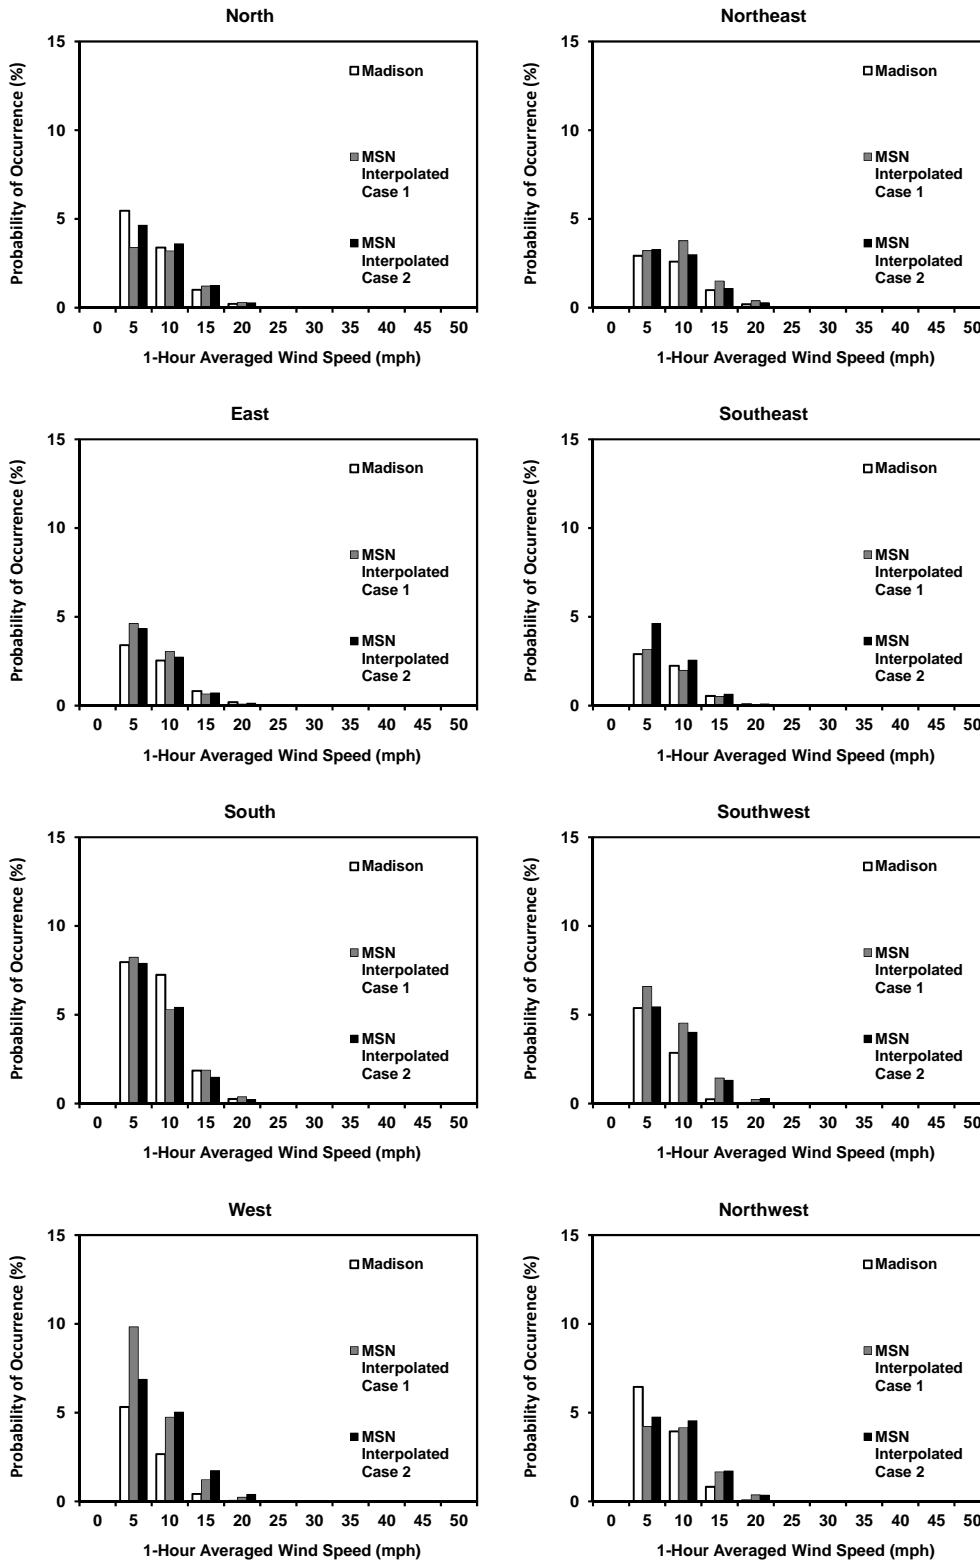 North
Probability of Occurrence (%)
15
10
5
0
Madison
MSN
Interpolated
Case 1
MSN
Interpolated
Case 2
0 5 10 15 20 25 30 35 40 45 50
1-Hour Averaged Wind Speed (mph)
Northeast
Probability of Occurrence (%)
15
10
5
0
Madison
MSN
Interpolated
Case 1
MSN
Interpolated
Case 2
0 5 10 15 20 25 30 35 40 45 50
1-Hour Averaged Wind Speed (mph)
East
Probability of Occurrence (%)
15
10
5
0
Madison
MSN
Interpolated
Case 1
MSN
Interpolated
Case 2
0 5 10 15 20 25 30 35 40 45 50
1-Hour Averaged Wind Speed (mph)
Southeast
Probability of Occurrence (%)
15
10
5
0
Madison
MSN
Interpolated
Case 1
MSN
Interpolated
Case 2
0 5 10 15 20 25 30 35 40 45 50
1-Hour Averaged Wind Speed (mph)
South
Probability of Occurrence (%)
15
10
5
0
Madison
MSN
Interpolated
Case 1
MSN
Interpolated
Case 2
0 5 10 15 20 25 30 35 40 45 50
1-Hour Averaged Wind Speed (mph)
Southwest
Probability of Occurrence (%)
15
10
5
0
Madison
MSN
Interpolated
Case 1
MSN
Interpolated
Case 2
0 5 10 15 20 25 30 35 40 45 50
1-Hour Averaged Wind Speed (mph)
West
Probability of Occurrence (%)
15
10
5
0
Madison
MSN
Interpolated
Case 1
MSN
Interpolated
Case 2
0 5 10 15 20 25 30 35 40 45 50
1-Hour Averaged Wind Speed (mph)
Northwest
Probability of Occurrence (%)
15
10
5
0
Madison
MSN
Interpolated
Case 1
MSN
Interpolated
Case 2
0 5 10 15 20 25 30 35 40 45 50
1-Hour Averaged Wind Speed (mph)